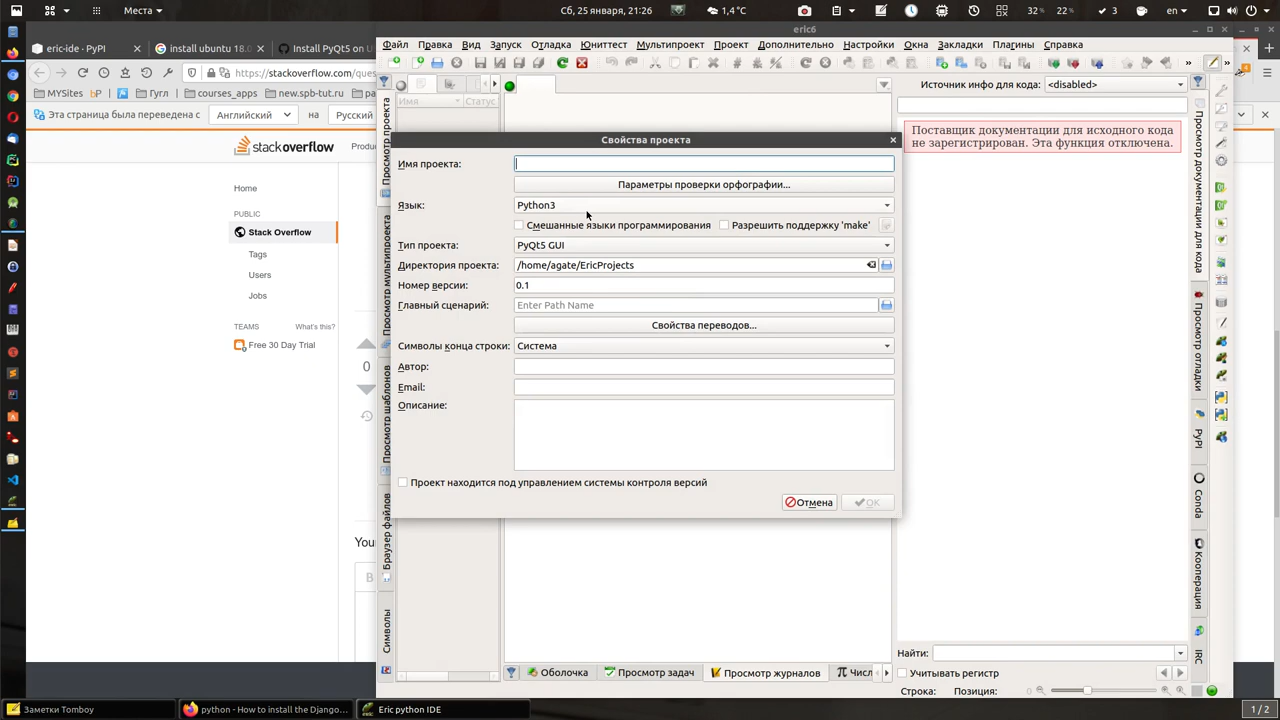 Места
Сб, 25 января, 21:26
32%
22 %
3
eric-ide · PyPI
install ubuntu 18.0
Install PyQt5 on U
https://stackoverflow.com/ques
MYSites
bP
Гугл
courses_apps
new.spb-tut.ru
Эта страница была переведена с
Английский
на
Русский
stackoverflow
Produ
Home
PUBLIC
Stack Overflow
Tags
Users
Jobs
TEAMS
What's this?
Free 30 Day Trial
0
You
B
eric6
Файл
Правка
Вид
Запуск
Отладка
Юниттест
Мультипроект
Проект
Дополнительно
Настройки
Окна
Закладки
Плагины
Справка
Имя
Статус
Просмотр проекта
Просмотр мультипроекта
Просмотр шаблонов
Браузер файлов
Символы
Свойства проекта
Имя проекта:
Параметры проверки орфографии...
Язык:
Python3
Смешанные языки программирования
Разрешить поддержку 'make'
Тип проекта:
PyQt5 GUI
Директория проекта:
/home/agate/EricProjects
Номер версии:
0.1
Главный сценарий:
Enter Path Name
Свойства переводов...
Символы конца строки:
Система
Автор:
Email:
Описание:
Проект находится под управлением системы контроля версий
Отмена
OK
Источник инфо для кода:
<disabled>
Поставщик документации для исходного кода
не зарегистрирован. Эта функция отключена.
Просмотр документации для кода
Просмотр отладки
PyPI
Conda
Кооперация
IRC
Найти:
Учитывать регистр
Оболочка
Просмотр задач
Просмотр журналов
Числ
Строка:
Позиция:
0
Заметки Tomboy
python - How to install the Django...
Eric python IDE
1 / 2